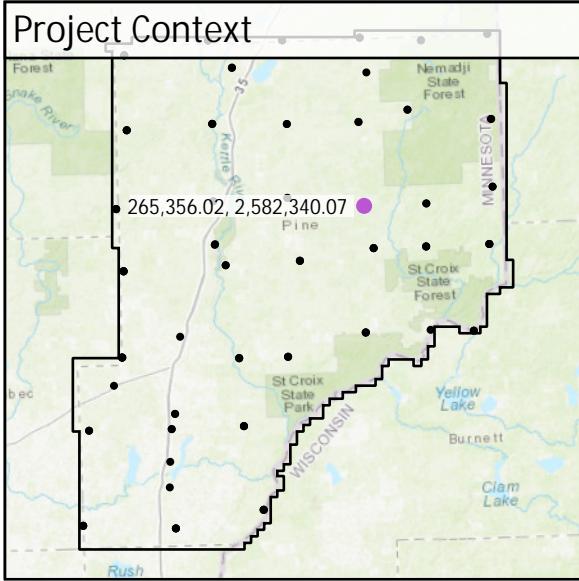 Project Context
Forest
Nemadji
State
Forest
Snake River
35
Kettle Riv
MINNESOTA
265,356.02, 2,582,340.07
Pine
St Croix
State
Forest
St Croix
State
Park
bec
WISCONSIN
Yellow
Lake
Burnett
Clam
Lake
Rush